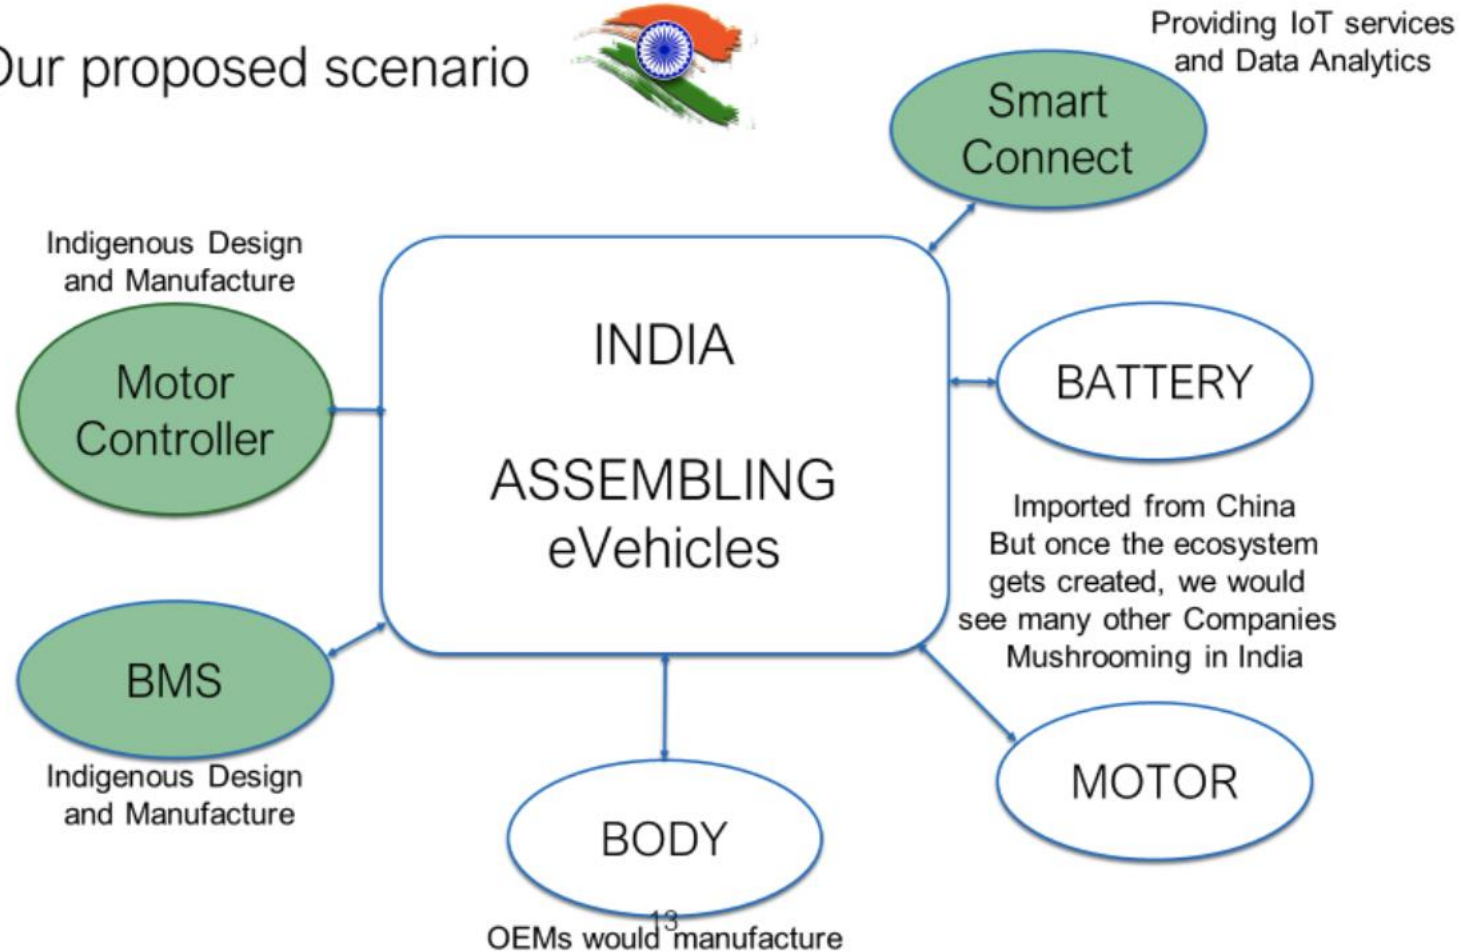 Our proposed scenario
Providing IoT services
and Data Analytics
Smart
Connect
Indigenous Design
and Manufacture
Motor
Controller
INDIA
ASSEMBLING
eVehicles
BATTERY
Imported from China
But once the ecosystem
gets created, we would
see many other Companies
Mushrooming in India
BMS
Indigenous Design
and Manufacture
MOTOR
BODY
13
OEMs would manufacture